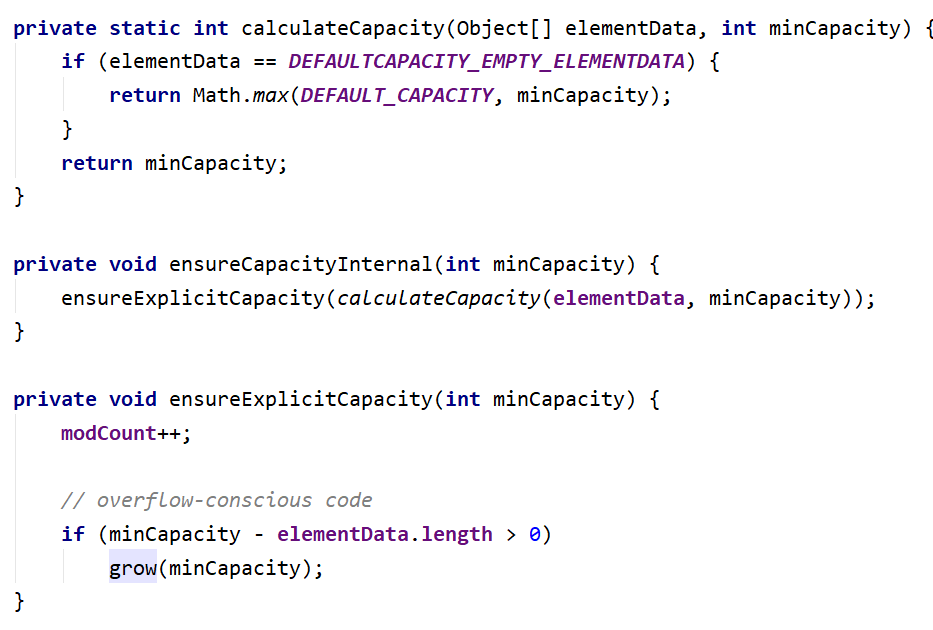 private static int calculateCapacity(Object[] elementData, int minCapacity) {
    if (elementData == DEFAULTCAPACITY_EMPTY_ELEMENTDATA) {
        return Math.max(DEFAULT_CAPACITY, minCapacity);
    }
    return minCapacity;
}

private void ensureCapacityInternal(int minCapacity) {
    ensureExplicitCapacity(calculateCapacity(elementData, minCapacity));
}

private void ensureExplicitCapacity(int minCapacity) {
    modCount++;

    // overflow-conscious code
    if (minCapacity - elementData.length > 0)
        grow(minCapacity);
}